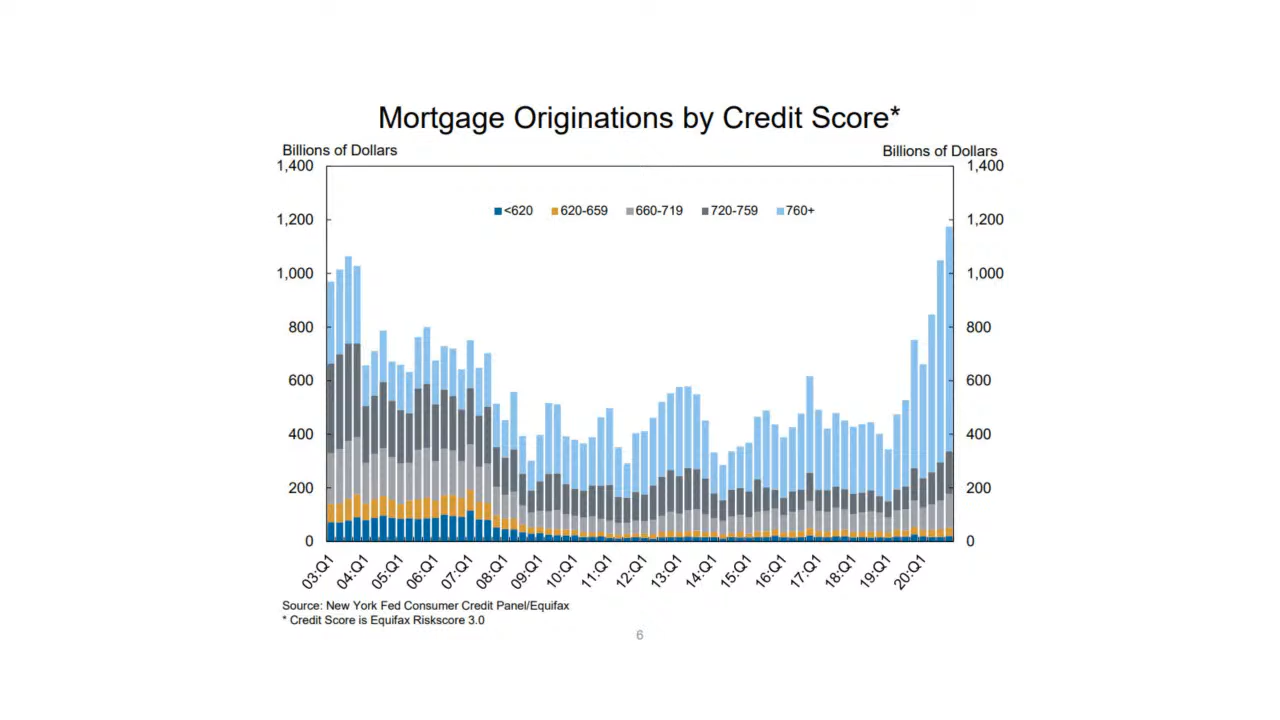 Mortgage Originations by Credit Score*
Billions of Dollars
Billions of Dollars
1,400
1,400
<620
620-659
660-719
720-759
760+
1,200
1,200
1,000
1,000
800
800
600
600
400
400
200
200
0
0
03:Q1
04:Q1
05:Q1
06:Q1
07:Q1
08:Q1
09:Q1
10:Q1
11:Q1
12:Q1
13:Q1
14:Q1
15:Q1
16:Q1
17:Q1
18:Q1
19:Q1
20:Q1
Source: New York Fed Consumer Credit Panel/Equifax
* Credit Score is Equifax Riskscore 3.0
6